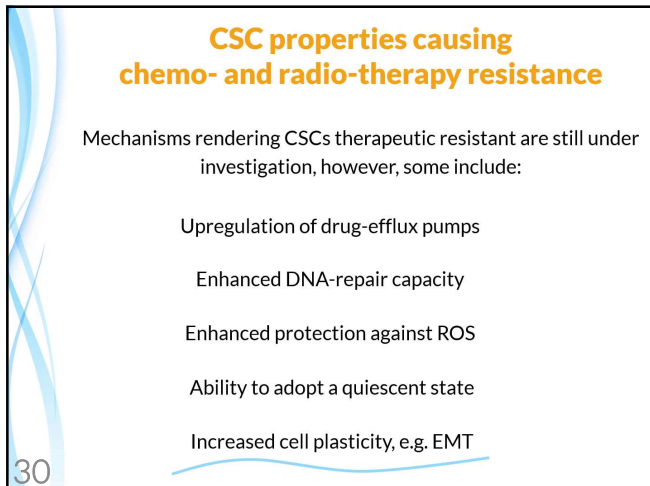 CSC properties causing
chemo- and radio-therapy resistance
Mechanisms rendering CSCs therapeutic resistant are still under
investigation, however, some include:
Upregulation of drug-efflux pumps
Enhanced DNA-repair capacity
Enhanced protection against ROS
Ability to adopt a quiescent state
Increased cell plasticity, e.g. EMT
30